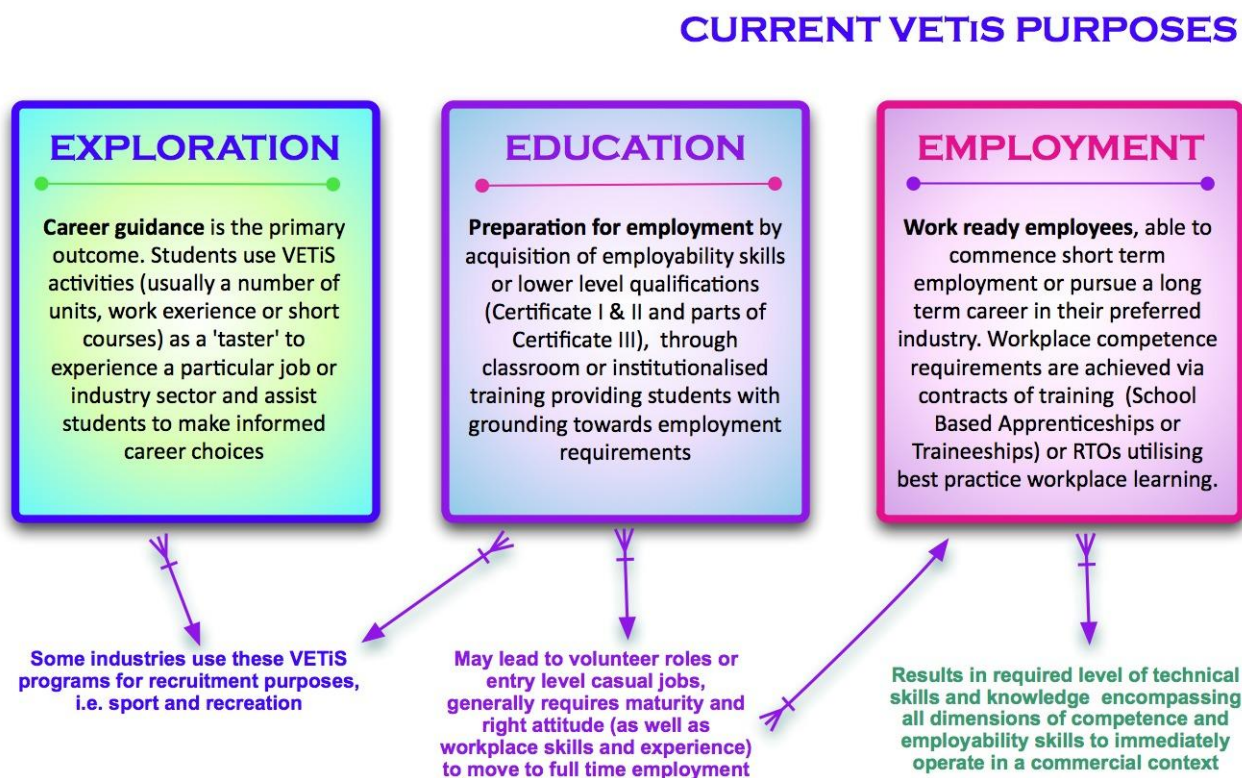 CURRENT VETIS PURPOSES
EXPLORATION
Career guidance is the primary
outcome. Students use VETiS
activities (usually a number of
units, work exerience or short
courses) as a 'taster' to
experience a particular job or
industry sector and assist
students to make informed
career choices
EDUCATION
Preparation for employment by
acquisition of employability skills
or lower level qualifications
(Certificate I & II and parts of
Certificate III), through
classroom or institutionalised
training providing students with
grounding towards employment
requirements
EMPLOYMENT
Work ready employees, able to
commence short term
employment or pursue a long
term career in their preferred
industry. Workplace competence
requirements are achieved via
contracts of training (School
Based Apprenticeships or
Traineeships) or RTOs utilising
best practice workplace learning.
Some industries use these VETiS
programs for recruitment purposes,
i.e. sport and recreation
May lead to volunteer roles or
entry level casual jobs,
generally requires maturity and
right attitude (as well as
workplace skills and experience)
to move to full time employment
Results in required level of technical
skills and knowledge encompassing
all dimensions of competence and
employability skills to immediately
operate in a commercial context